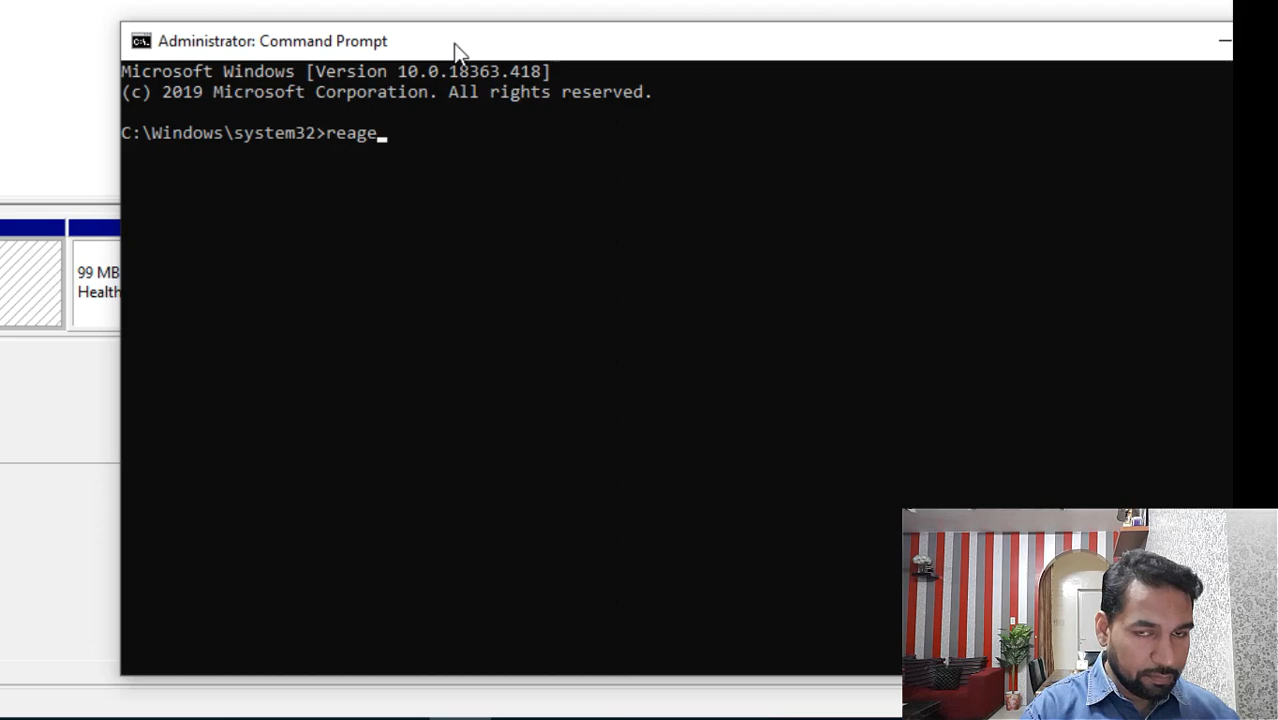 Administrator: Command Prompt
Microsoft Windows [Version 10.0.18363.418]
(c) 2019 Microsoft Corporation. All rights reserved.
C:\Windows\system32>reage
99 MB
Health